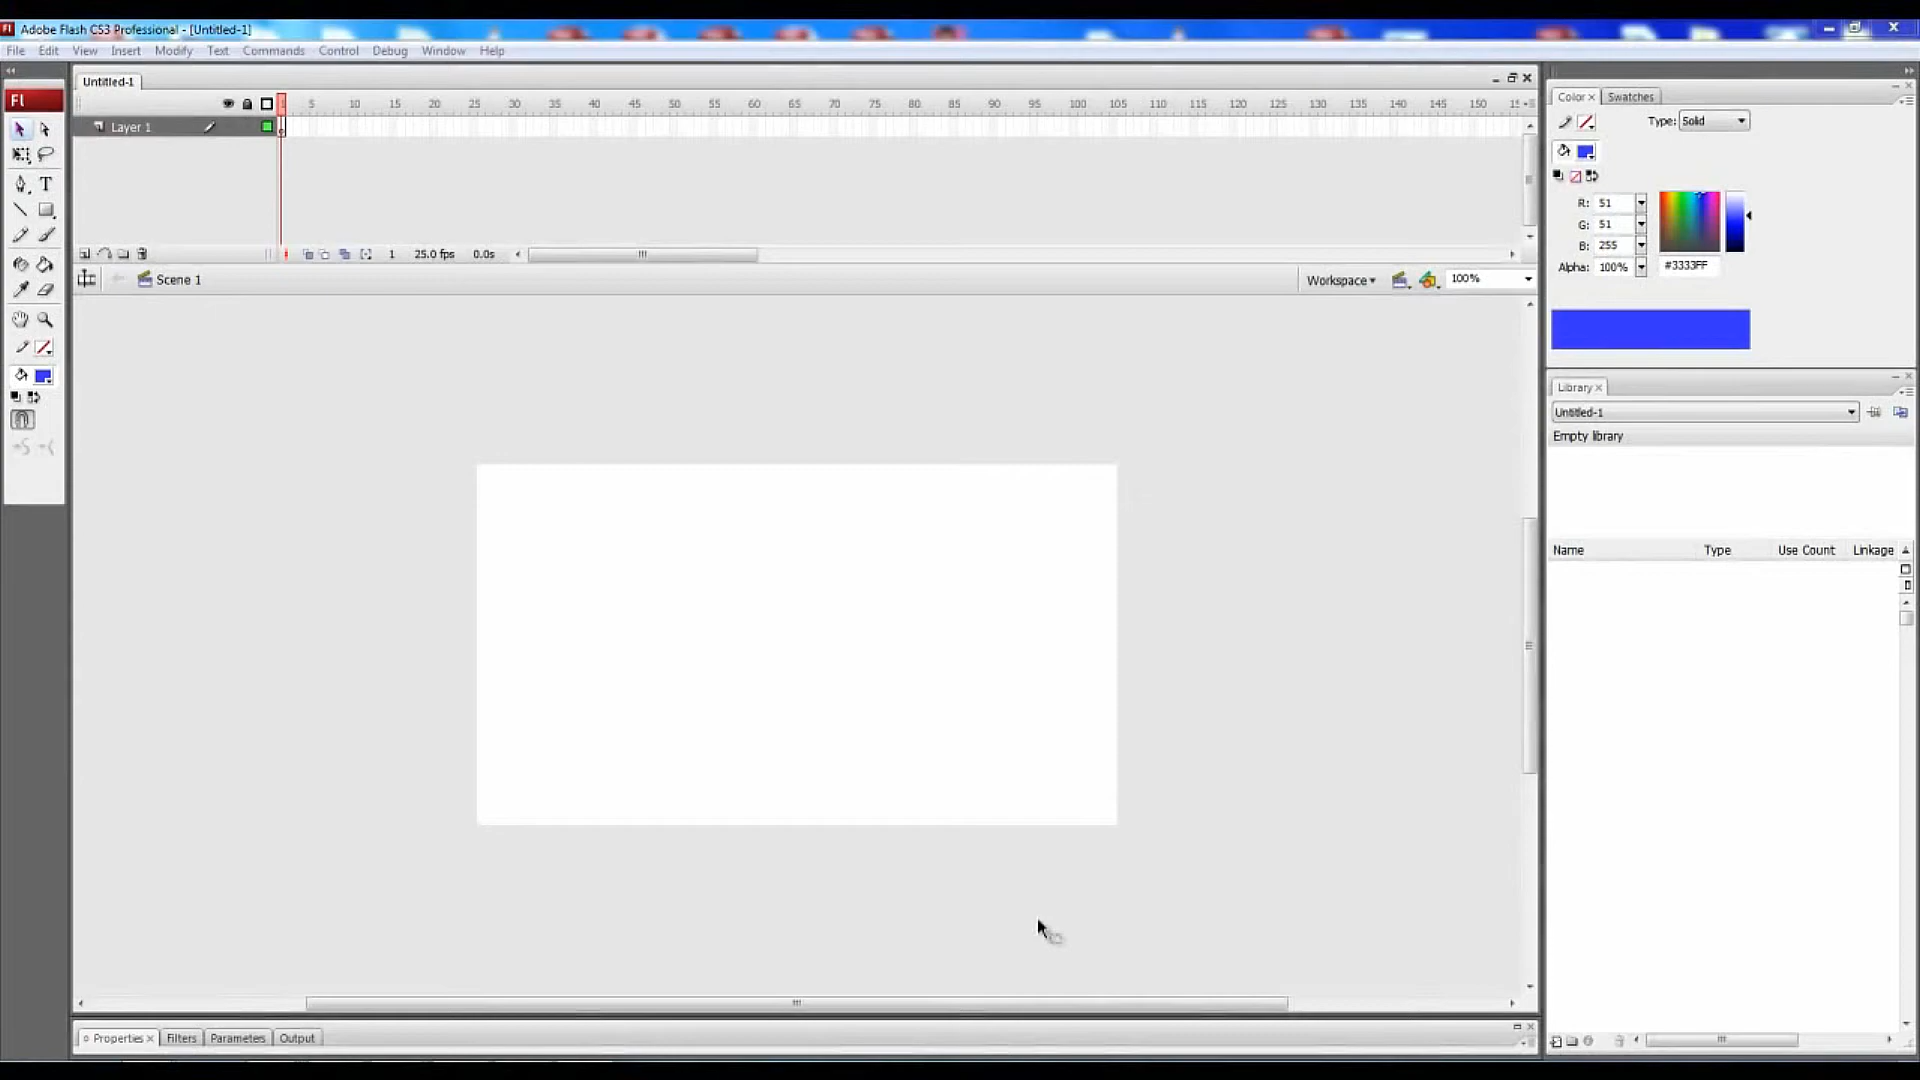 Adobe Flash CS3 Professional - [Untitled-1]
File Edit View Insert Modify Text Commands Control Debug Window Help
Untitled-1
Fl
5 10 15 20 25 30 35 40 45 50 55 60 65 70 75 80 85 90 95 100 105 110 115 120 125 130 135 140 145 150
Layer 1
1 25.0 fps 0.0s
Scene 1
Workspace 100%
Color Swatches
Type: Solid
R: 51
G: 51
B: 255
Alpha: 100% #3333FF
Library
Untitled-1
Empty library
Name Type Use Count Linkage
Properties Filters Parameters Output